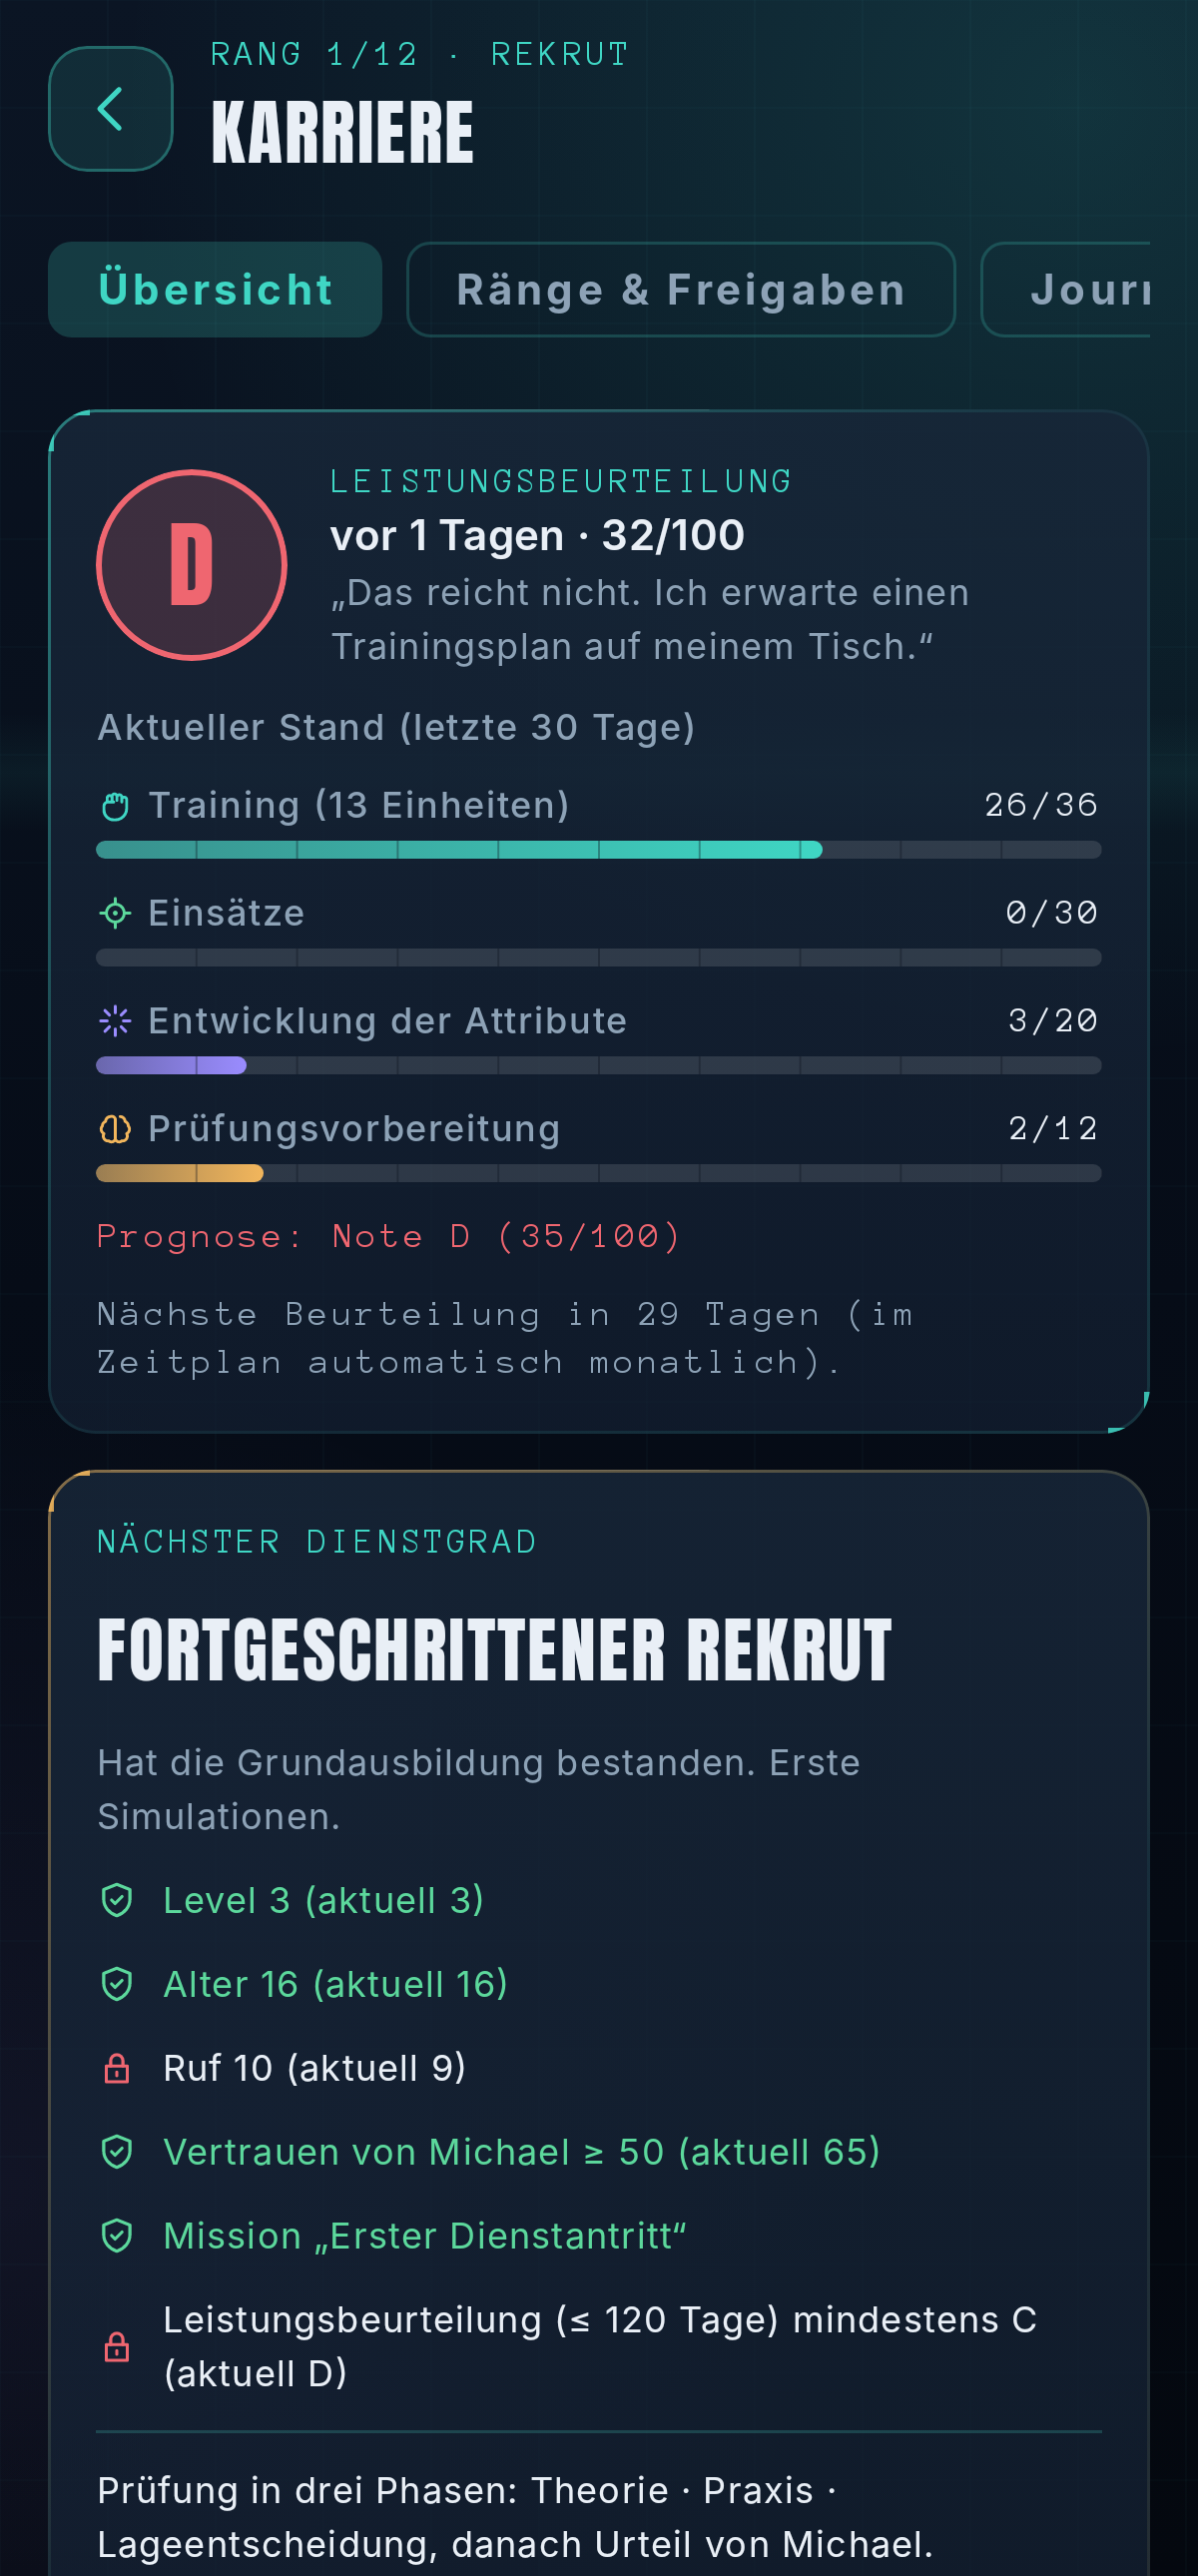 RANG 1/12 · REKRUT
KARRIERE
Übersicht
Ränge & Freigaben
Journ
D
LEISTUNGSBEURTEILUNG
vor 1 Tagen · 32/100
„Das reicht nicht. Ich erwarte einen
Trainingsplan auf meinem Tisch.“
Aktueller Stand (letzte 30 Tage)
Training (13 Einheiten) 26/36
Einsätze 0/30
Entwicklung der Attribute 3/20
Prüfungsvorbereitung 2/12
Prognose: Note D (35/100)
Nächste Beurteilung in 29 Tagen (im
Zeitplan automatisch monatlich).
NÄCHSTER DIENSTGRAD
FORTGESCHRITTENER REKRUT
Hat die Grundausbildung bestanden. Erste
Simulationen.
Level 3 (aktuell 3)
Alter 16 (aktuell 16)
Ruf 10 (aktuell 9)
Vertrauen von Michael ≥ 50 (aktuell 65)
Mission „Erster Dienstantritt“
Leistungsbeurteilung (≤ 120 Tage) mindestens C
(aktuell D)
Prüfung in drei Phasen: Theorie · Praxis ·
Lageentscheidung, danach Urteil von Michael.